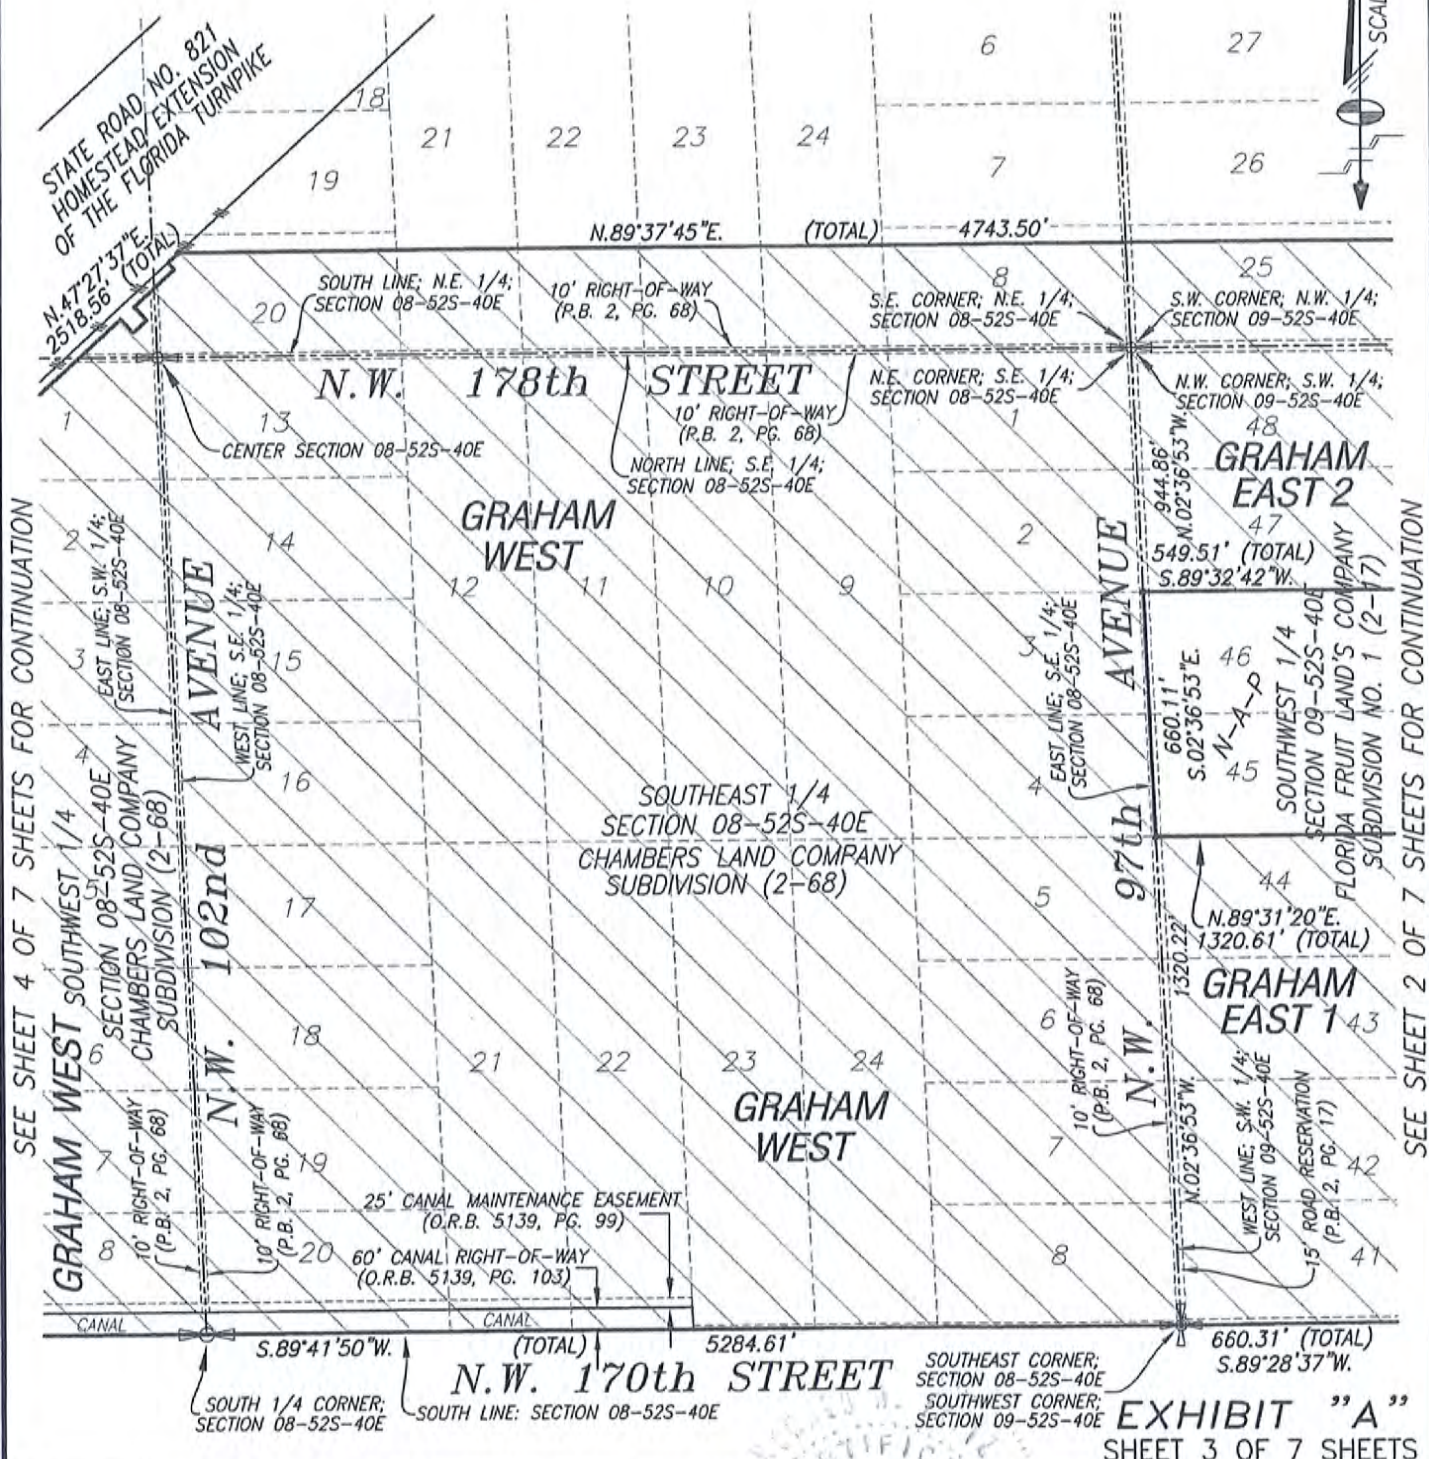 STATE ROAD NO. 821
HOMESTEAD EXTENSION
OF THE FLORIDA TURNPIKE
18
19
21
22
23
24
6
7
27
26
N.47°27'37"E.
2518.56'
(TOTAL)
N.89°37'45"E. (TOTAL) 4743.50'
20
SOUTH LINE; N.E. 1/4;
SECTION 08-52S-40E
10' RIGHT-OF-WAY
(P.B. 2, PG. 68)
8
25
S.E. CORNER; N.E. 1/4;
SECTION 08-52S-40E
S.W. CORNER; N.W. 1/4;
SECTION 09-52S-40E
N.W. 178th STREET
N.E. CORNER; S.E. 1/4;
SECTION 08-52S-40E
N.W. CORNER; S.W. 1/4;
SECTION 09-52S-40E
10' RIGHT-OF-WAY
(P.B. 2, PG. 68)
1
13
1
48
CENTER SECTION 08-52S-40E
NORTH LINE; S.E. 1/4;
SECTION 08-52S-40E
GRAHAM
EAST 2
944.86'
N.02°36'53"W.
47
549.51' (TOTAL)
S.89°32'42"W.
GRAHAM
WEST
2
14
12
11
10
9
2
EAST LINE; S.W. 1/4;
SECTION 08-52S-40E
WEST LINE; S.E. 1/4;
SECTION 08-52S-40E
N.W. 102nd AVENUE
3
15
3
EAST LINE; S.E. 1/4;
SECTION 08-52S-40E
N.W. 97th AVENUE
660.11'
S.02°36'53"E.
46
N-A-P
45
SOUTHWEST 1/4
SECTION 09-52S-40E
FLORIDA FRUIT LAND'S COMPANY
SUBDIVISION NO. 1 (2-17)
4
16
4
SOUTHEAST 1/4
SECTION 08-52S-40E
CHAMBERS LAND COMPANY
SUBDIVISION (2-68)
GRAHAM WEST
SOUTHWEST 1/4
SECTION 08-52S-40E
CHAMBERS LAND COMPANY
SUBDIVISION (2-68)
5
17
5
44
N.89°31'20"E.
1320.61' (TOTAL)
1320.22'
N.02°36'53"W.
GRAHAM
EAST 1
43
6
18
21
22
23
24
6
10' RIGHT-OF-WAY
(P.B. 2, PG. 68)
GRAHAM
WEST
7
10' RIGHT-OF-WAY
(P.B. 2, PG. 68)
10' RIGHT-OF-WAY
(P.B. 2, PG. 68)
19
7
WEST LINE; S.W. 1/4;
SECTION 09-52S-40E
15' ROAD RESERVATION
(P.B. 2, PG. 17)
42
25' CANAL MAINTENANCE EASEMENT
(O.R.B. 5139, PG. 99)
8
20
60' CANAL RIGHT-OF-WAY
(O.R.B. 5139, PG. 103)
8
41
CANAL
CANAL
S.89°41'50"W. (TOTAL) 5284.61'
660.31' (TOTAL)
S.89°28'37"W.
N.W. 170th STREET
SOUTHEAST CORNER;
SECTION 08-52S-40E
SOUTHWEST CORNER;
SECTION 09-52S-40E
SOUTH 1/4 CORNER;
SECTION 08-52S-40E
SOUTH LINE: SECTION 08-52S-40E
SEE SHEET 4 OF 7 SHEETS FOR CONTINUATION
SEE SHEET 2 OF 7 SHEETS FOR CONTINUATION
EXHIBIT "A"
SHEET 3 OF 7 SHEETS